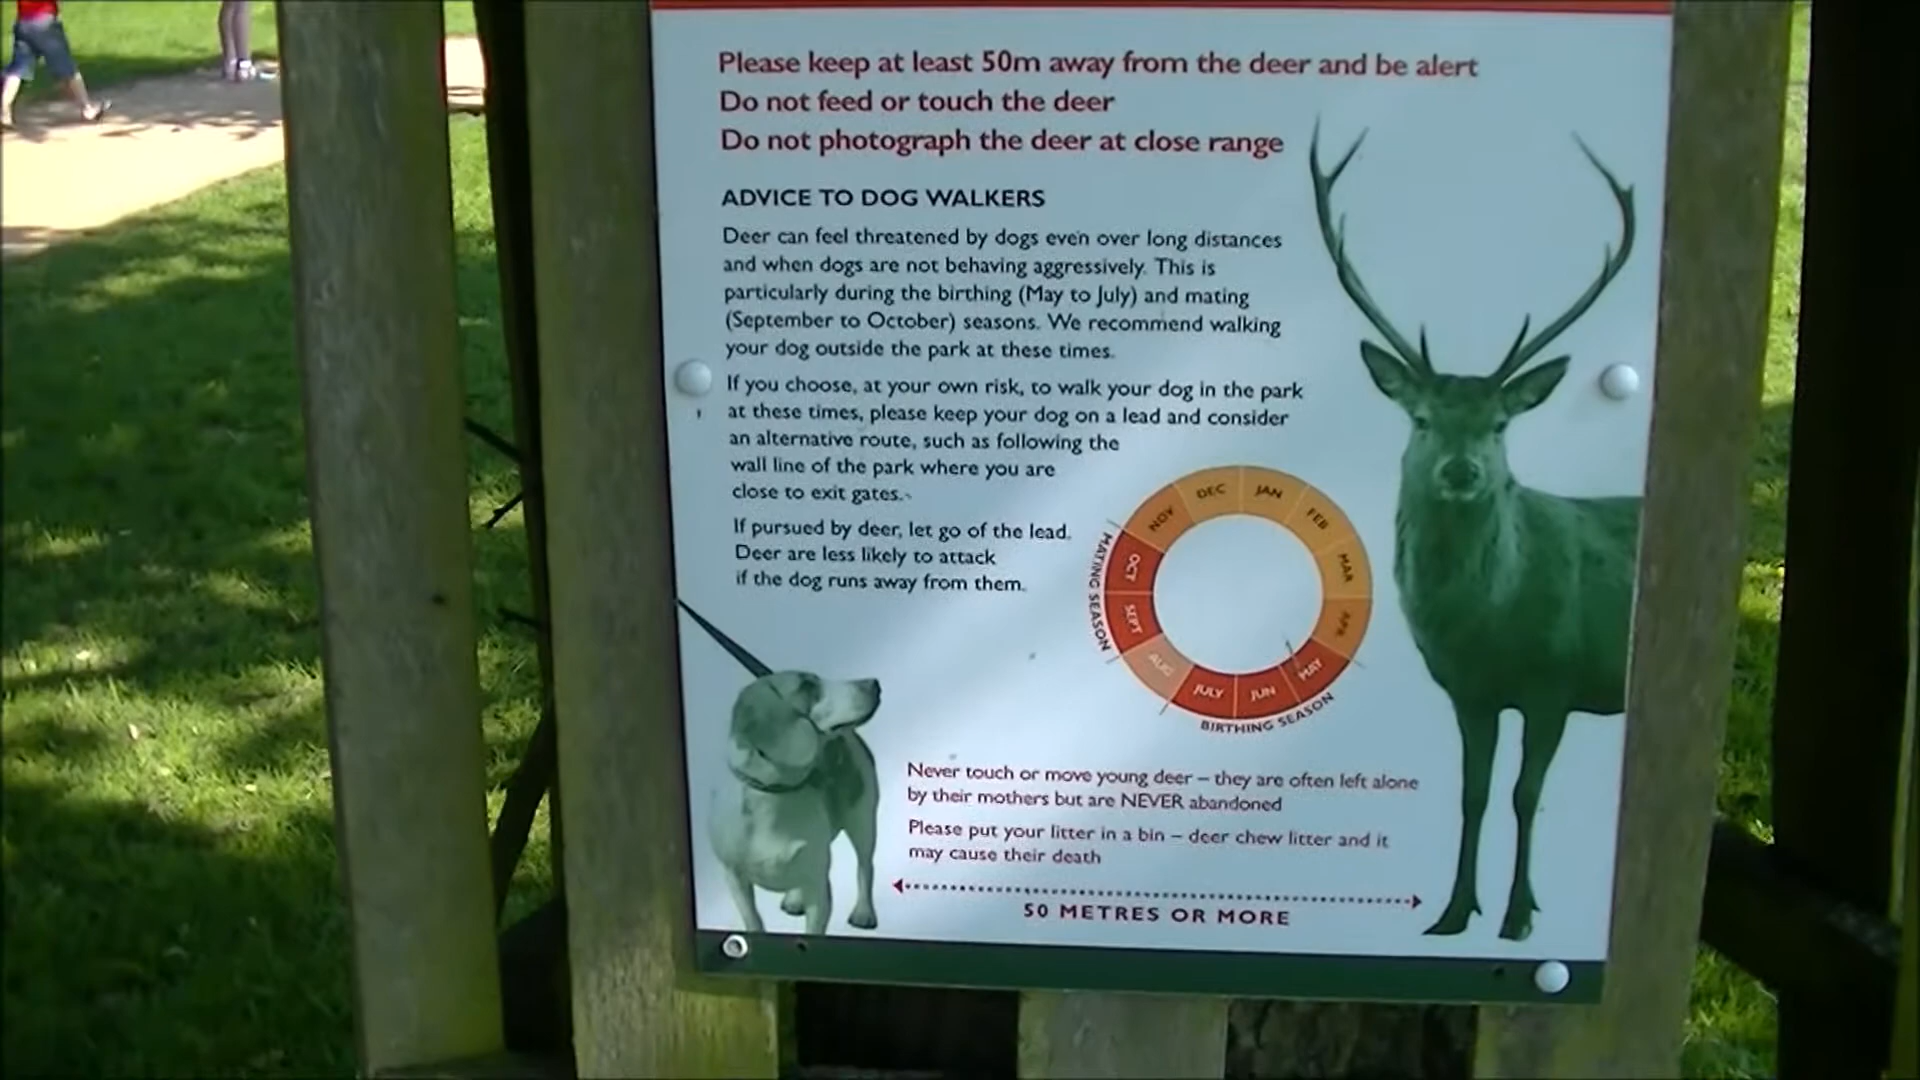 Please keep at least 50m away from the deer and be alert
Do not feed or touch the deer
Do not photograph the deer at close range
ADVICE TO DOG WALKERS
Deer can feel threatened by dogs even over long distances
and when dogs are not behaving aggressively. This is
particularly during the birthing (May to July) and mating
(September to October) seasons. We recommend walking
your dog outside the park at these times.
If you choose, at your own risk, to walk your dog in the park
at these times, please keep your dog on a lead and consider
an alternative route, such as following the
wall line of the park where you are
close to exit gates.
If pursued by deer, let go of the lead.
Deer are less likely to attack
if the dog runs away from them.
JAN
FEB
MAR
APR
MAY
JUN
JULY
AUG
SEPT
OCT
NOV
DEC
MATING SEASON
BIRTHING SEASON
Never touch or move young deer – they are often left alone
by their mothers but are NEVER abandoned
Please put your litter in a bin – deer chew litter and it
may cause their death
50 METRES OR MORE